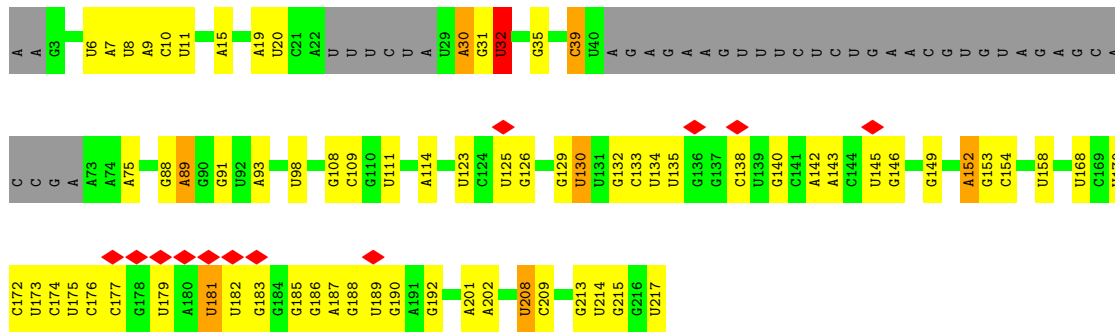 A A G3 U6 A7 U8 A9 C10 U11 A15 A19 U20 C21 A22 U U U C U A U29 A30 G31 U32 G35 C39 U40 A G A G A A G U U U C U C U G A A C G U G U A G A G C A
C C G A A73 A74 A75 G88 A89 G90 G91 U92 A93 U98 G108 C109 G110 U111 A114 U123 C124 U125 G126 G129 U130 U131 G132 C133 U134 U135 G136 G137 C138 U139 G140 C141 A142 A143 C144 U145 G146 G149 A152 G153 C154 U158 U168 C169
C172 U173 C174 U175 C176 C177 G178 U179 A180 U181 U182 G183 G184 G185 G186 A187 G188 U189 G190 A191 G192 A201 A202 U208 C209 G213 U214 G215 G216 U217